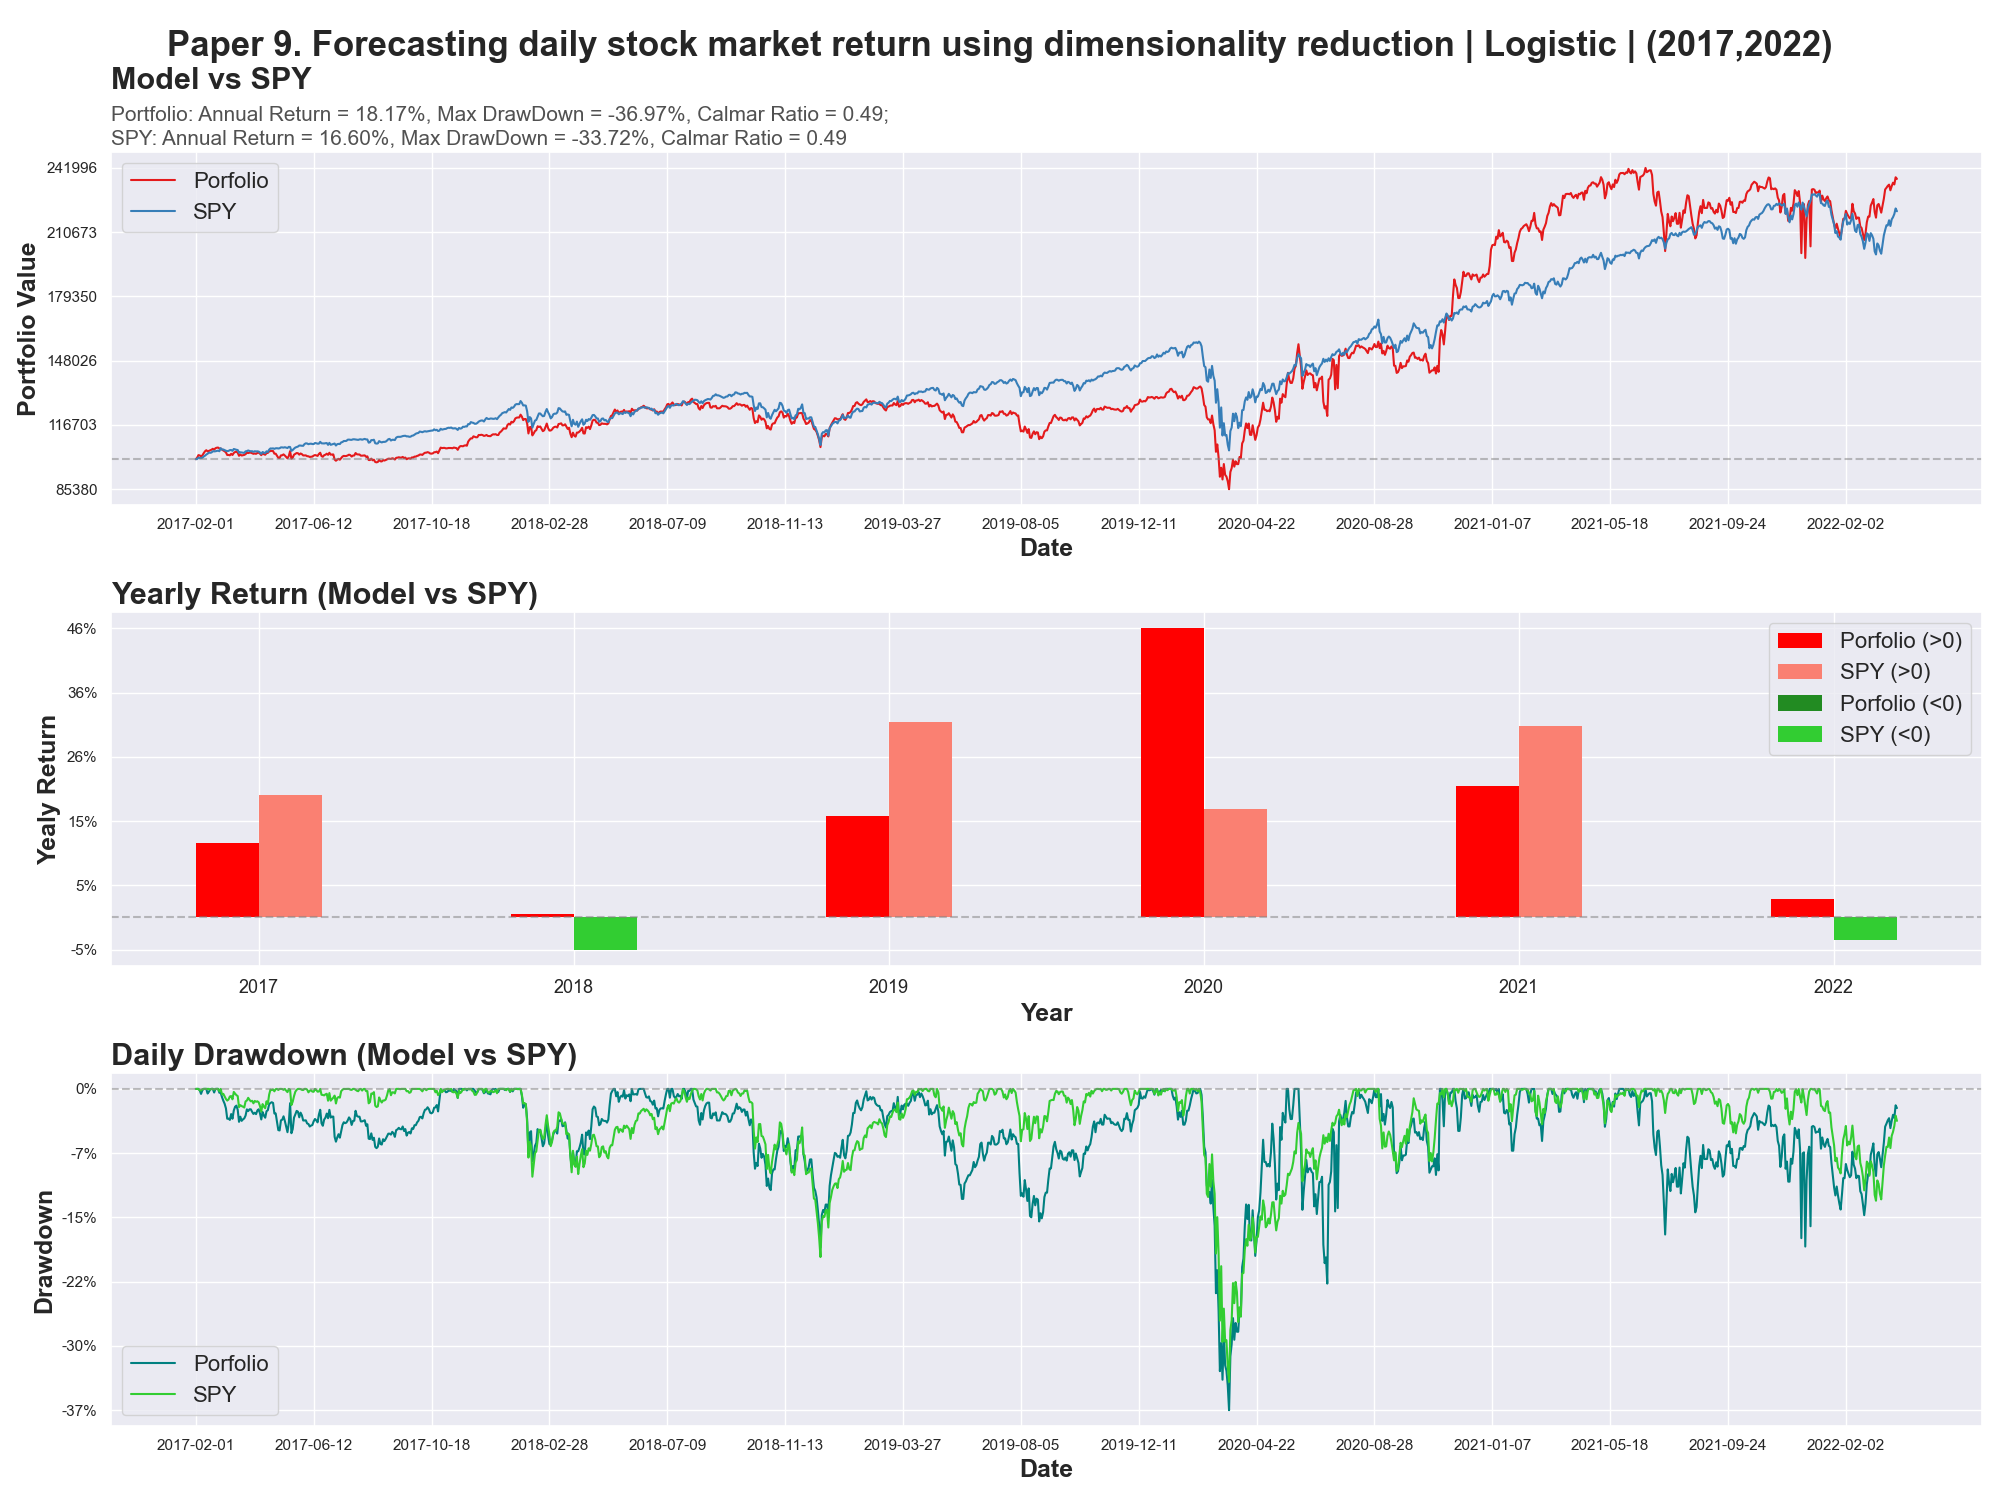 Paper 9. Forecasting daily stock market return using dimensionality reduction | Logistic | (2017,2022)
Model vs SPY
Portfolio: Annual Return = 18.17%, Max DrawDown = -36.97%, Calmar Ratio = 0.49;
SPY: Annual Return = 16.60%, Max DrawDown = -33.72%, Calmar Ratio = 0.49
Porfolio
SPY
241996
210673
179350
148026
116703
85380
Portfolio Value
2017-02-01 2017-06-12 2017-10-18 2018-02-28 2018-07-09 2018-11-13 2019-03-27 2019-08-05 2019-12-11 2020-04-22 2020-08-28 2021-01-07 2021-05-18 2021-09-24 2022-02-02
Date
Yearly Return (Model vs SPY)
Porfolio (>0)
SPY (>0)
Porfolio (<0)
SPY (<0)
46%
36%
26%
15%
5%
-5%
Yealy Return
2017 2018 2019 2020 2021 2022
Year
Daily Drawdown (Model vs SPY)
0%
-7%
-15%
-22%
-30%
-37%
Drawdown
Porfolio
SPY
2017-02-01 2017-06-12 2017-10-18 2018-02-28 2018-07-09 2018-11-13 2019-03-27 2019-08-05 2019-12-11 2020-04-22 2020-08-28 2021-01-07 2021-05-18 2021-09-24 2022-02-02
Date